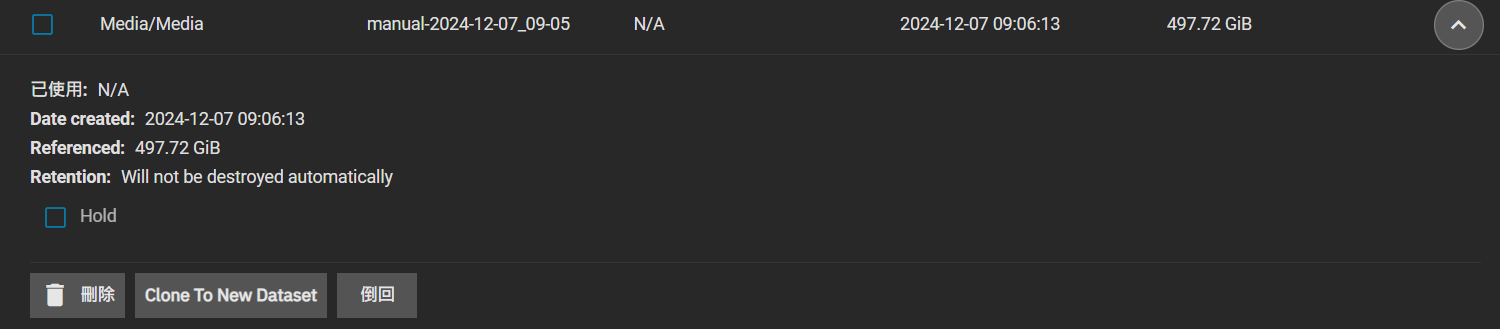 Media/Media manual-2024-12-07_09-05 N/A 2024-12-07 09:06:13 497.72 GiB
已使用: N/A
Date created: 2024-12-07 09:06:13
Referenced: 497.72 GiB
Retention: Will not be destroyed automatically
Hold
刪除 Clone To New Dataset 倒回